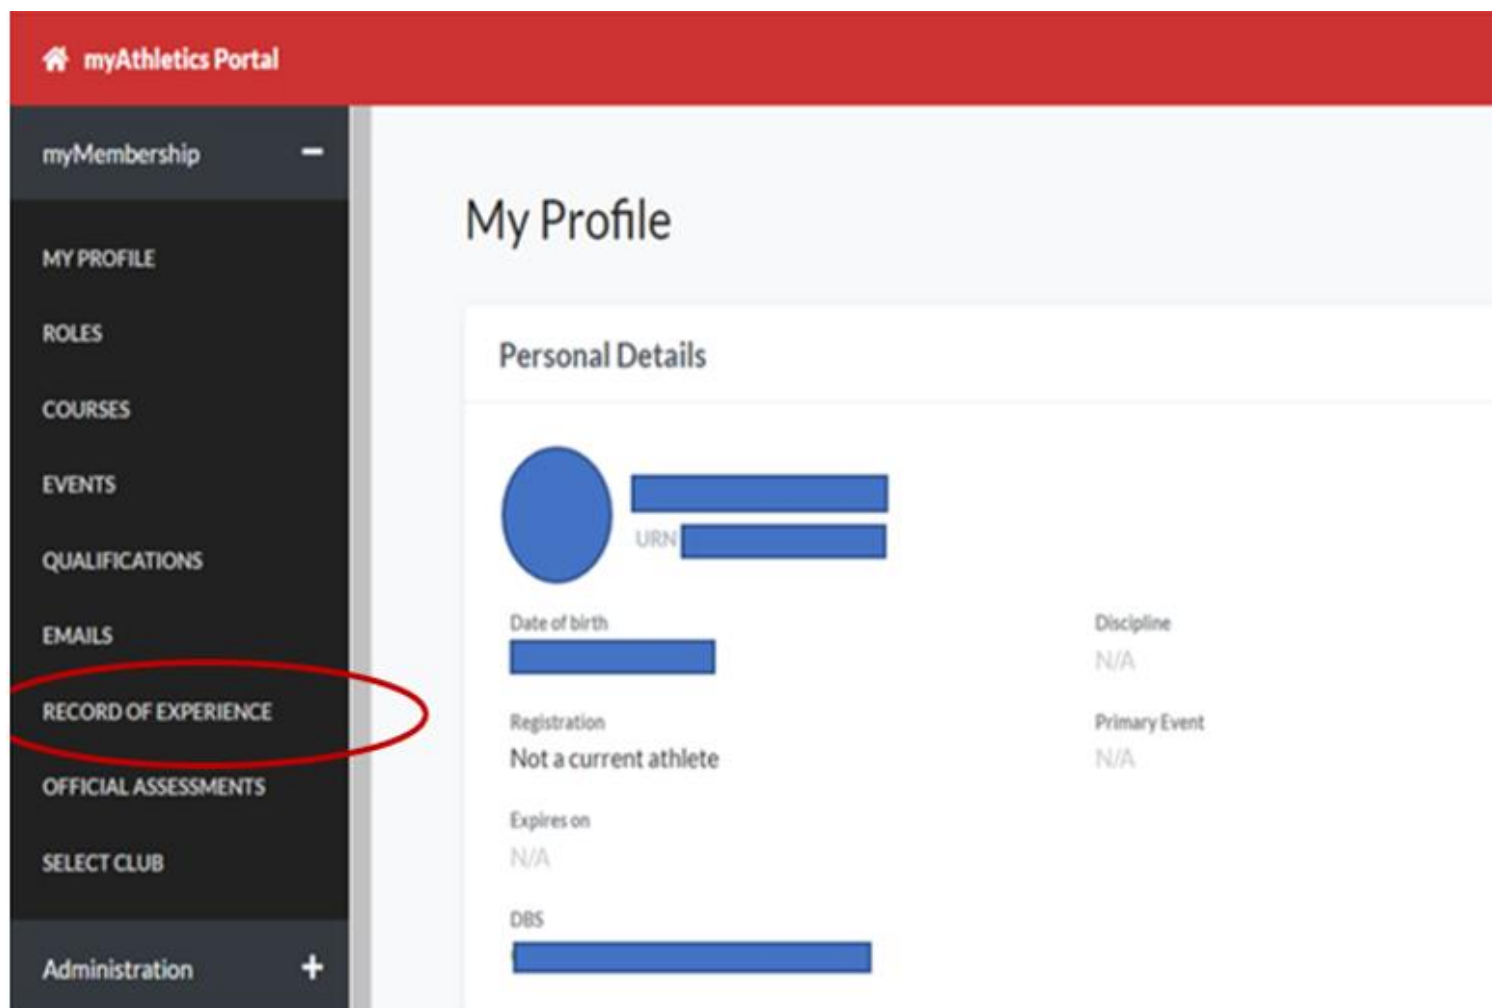 myAthletics Portal
myMembership
MY PROFILE
ROLES
COURSES
EVENTS
QUALIFICATIONS
EMAILS
RECORD OF EXPERIENCE
OFFICIAL ASSESSMENTS
SELECT CLUB
Administration
My Profile
Personal Details
URN
Date of birth
Discipline
N/A
Registration
Primary Event
Not a current athlete
N/A
Expires on
N/A
DBS